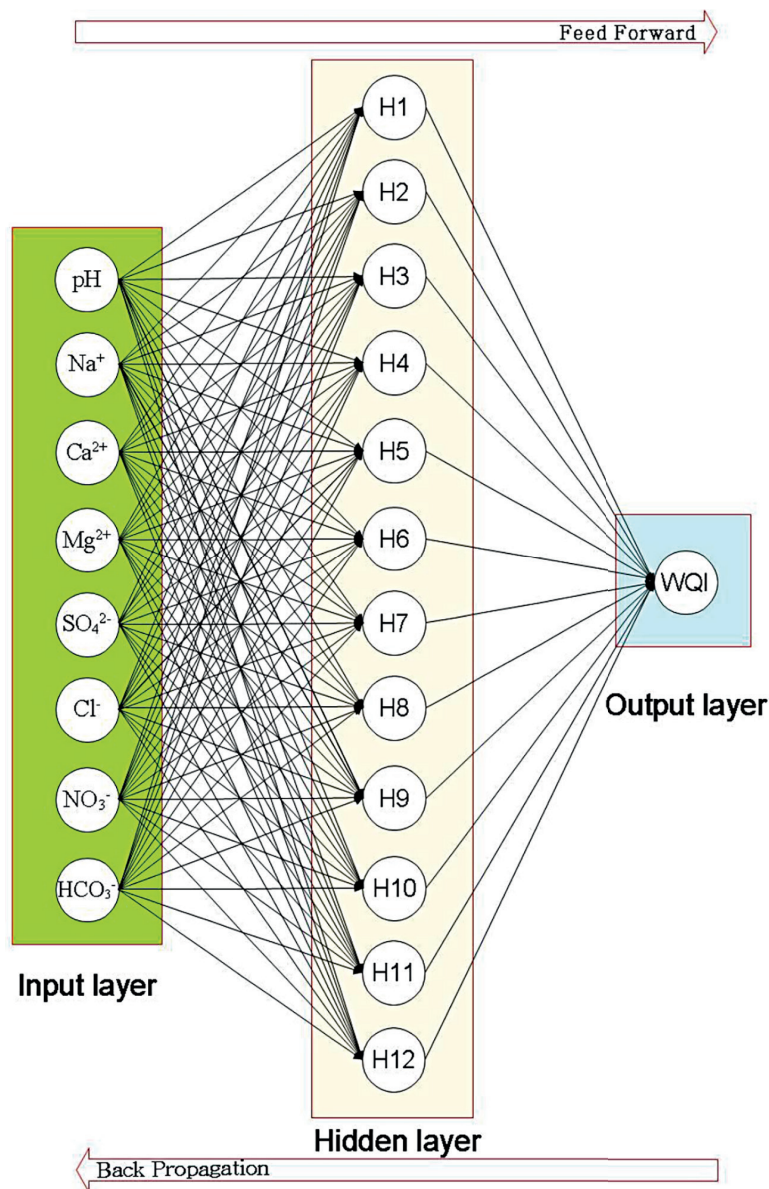 Feed Forward
pH
Na⁺
Ca²⁺
Mg²⁺
SO₄²⁻
Cl⁻
NO₃⁻
HCO₃⁻
Input layer
H1
H2
H3
H4
H5
H6
H7
H8
H9
H10
H11
H12
Hidden layer
WQI
Output layer
Back Propagation